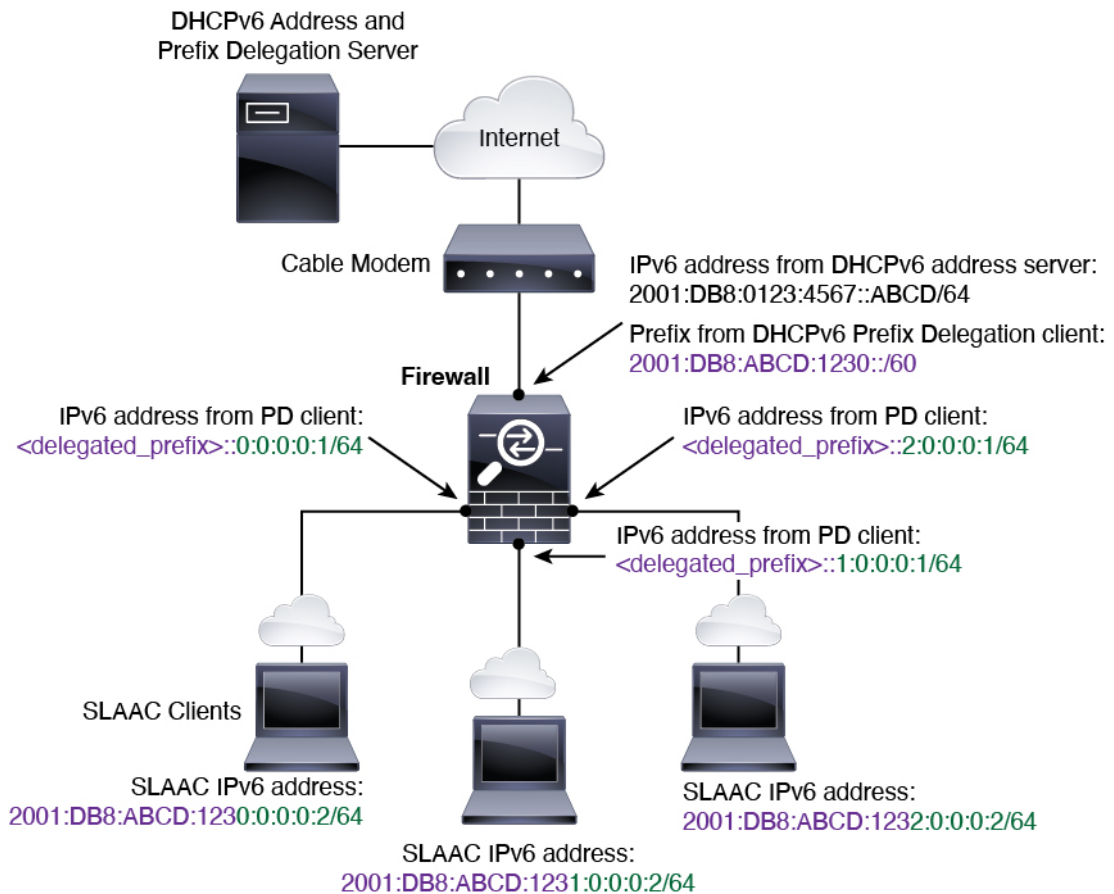 DHCPv6 Address and
Prefix Delegation Server
Internet
Cable Modem
IPv6 address from DHCPv6 address server:
2001:DB8:0123:4567::ABCD/64
Prefix from DHCPv6 Prefix Delegation client:
2001:DB8:ABCD:1230::/60
Firewall
IPv6 address from PD client:
<delegated_prefix>::0:0:0:0:1/64
IPv6 address from PD client:
<delegated_prefix>::2:0:0:0:1/64
IPv6 address from PD client:
<delegated_prefix>::1:0:0:0:1/64
SLAAC Clients
SLAAC IPv6 address:
2001:DB8:ABCD:1230:0:0:0:2/64
SLAAC IPv6 address:
2001:DB8:ABCD:1232:0:0:0:2/64
SLAAC IPv6 address:
2001:DB8:ABCD:1231:0:0:0:2/64